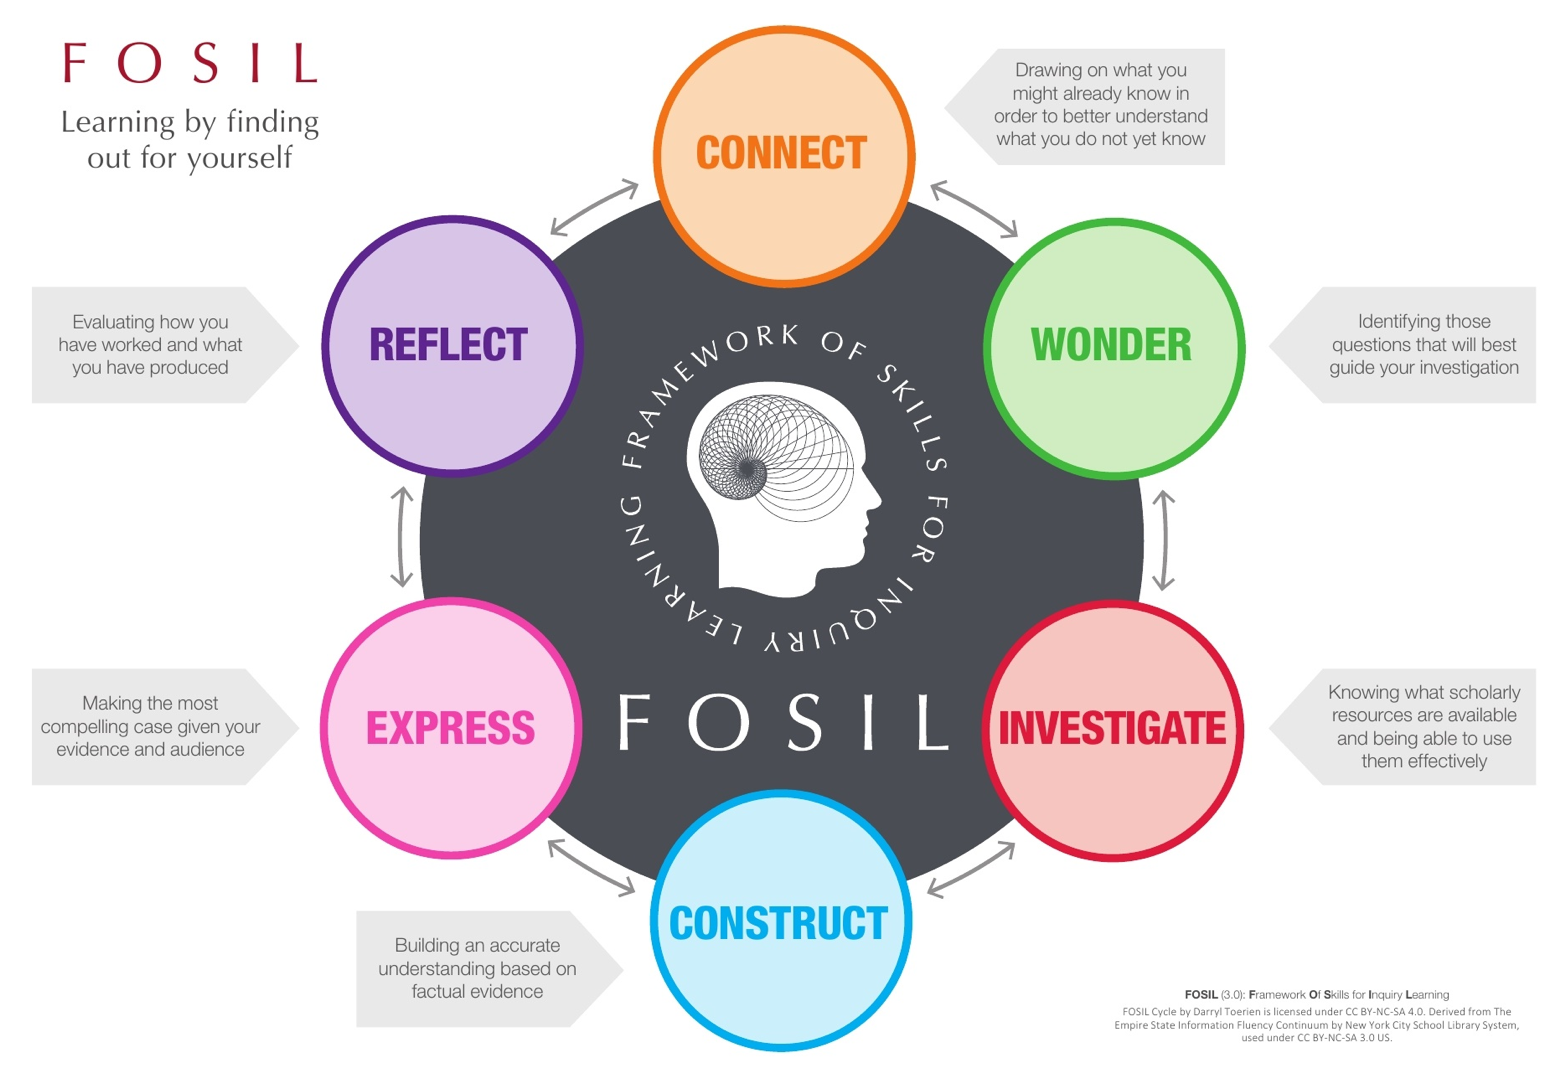 FOSIL
Learning by finding
out for yourself
CONNECT
Drawing on what you
might already know in
order to better understand
what you do not yet know
WONDER
Identifying those
questions that will best
guide your investigation
INVESTIGATE
Knowing what scholarly
resources are available
and being able to use
them effectively
CONSTRUCT
Building an accurate
understanding based on
factual evidence
EXPRESS
Making the most
compelling case given your
evidence and audience
REFLECT
Evaluating how you
have worked and what
you have produced
FRAMEWORK OF SKILLS FOR INQUIRY LEARNING
FOSIL
FOSIL (3.0): Framework Of Skills for Inquiry Learning
FOSIL Cycle by Darryl Toerien is licensed under CC BY-NC-SA 4.0. Derived from The
Empire State Information Fluency Continuum by New York City School Library System,
used under CC BY-NC-SA 3.0 US.